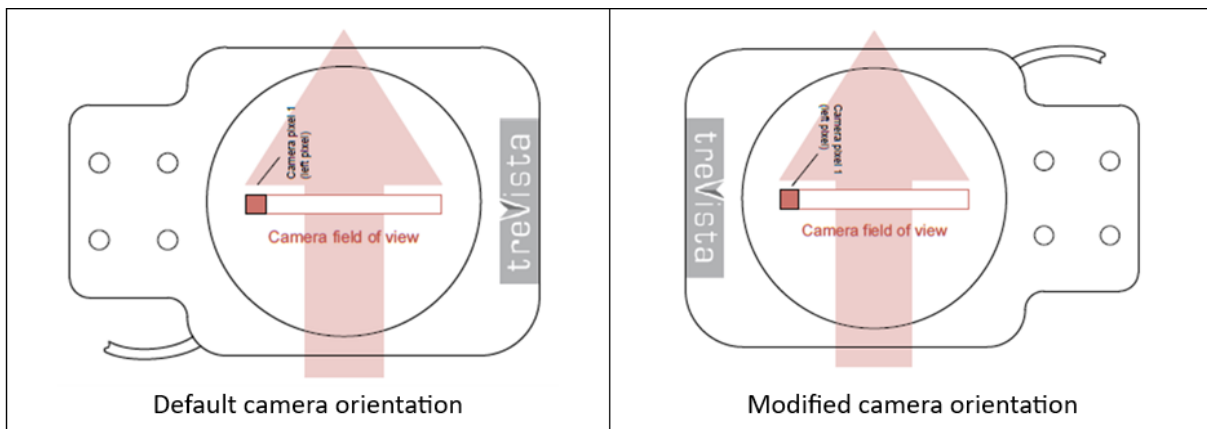 Camera pixel 1
(left pixel)
Camera field of view
treVista
Default camera orientation
treVista
Camera pixel 1
(left pixel)
Camera field of view
Modified camera orientation